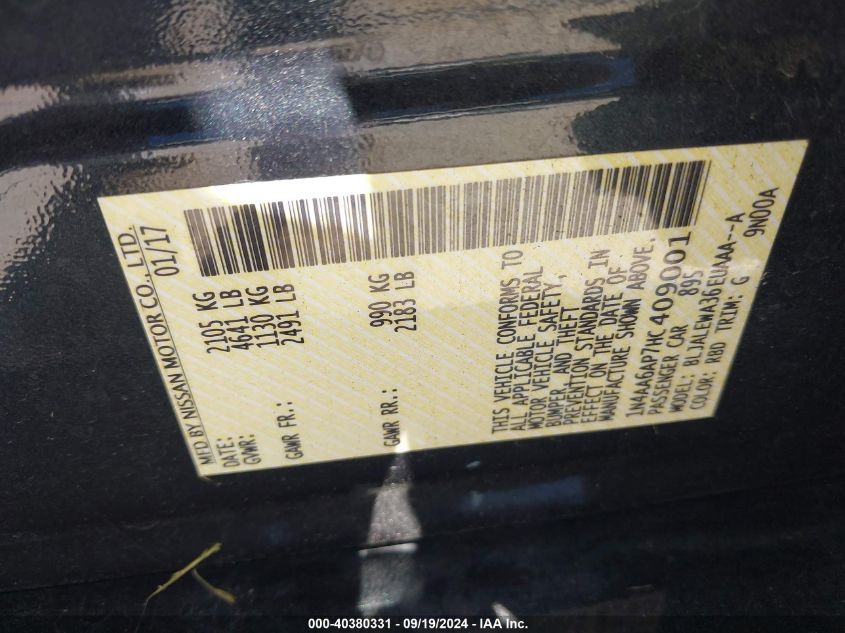 MFD BY NISSAN MOTOR CO., LTD.
DATE: 01/17
GVWR: 2105 KG
4641 LB
GAWR FR.: 1130 KG
2491 LB
GAWR RR.: 990 KG
2183 LB
THIS VEHICLE CONFORMS TO
ALL APPLICABLE FEDERAL
MOTOR VEHICLE SAFETY,
BUMPER, AND THEFT
PREVENTION STANDARDS IN
EFFECT ON THE DATE OF
MANUFACTURE SHOWN ABOVE.
1N4AA6AP7HC409001
PASSENGER CAR 895
MODEL: BLJALEWA36EUAAA--A
COLOR: RBD TRIM: G 9N00A
000-40380331 - 09/19/2024 - IAA Inc.